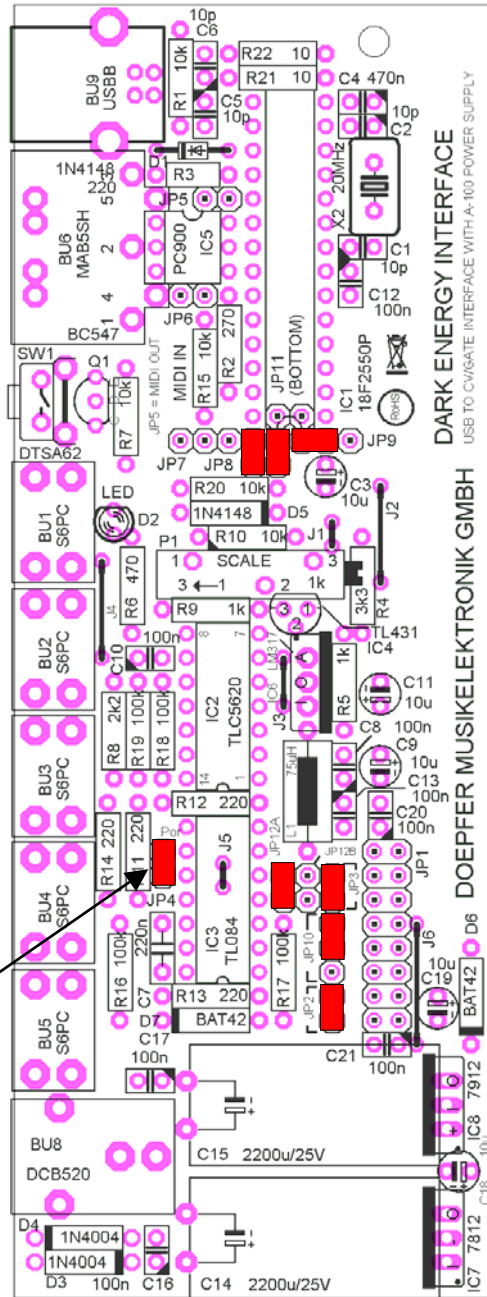 10p
C6
BU9
USBB
R1
10k
C5
10p
R22 10
R21 10
C4 470n
10p
C2
20MHz
X2
C1
10p
C12
100n
1N4148
D1
220
R3
JP5
3
5
2
4
1
BU6
MAB5SH
PC900
IC5
BC547
JP6
SW1
Q1
10k
R7
DTSA62
JP5 = MIDI OUT
MIDI IN
R15 10k
R2 270
JP11
(BOTTOM)
IC1
18F2550P
RoHS
DARK ENERGY INTERFACE
USB TO CV/GATE INTERFACE WITH A-100 POWER SUPPLY
JP7
JP8
JP9
C3
10u
R20 10k
1N4148
D5
R10 10k
J1
J2
BU1
S6PC
LED
D2
P1
SCALE
1
3
3
2
1k
3k3
R4
R6 470
J4
R9 1k
3
2
1
TL431
IC4
BU2
S6PC
100n
C10
8
7
IC2
TLC5620
14
1
LM317
IC6
A
O
I
J3
R5 1k
C11
10u
C8
100n
C9
10u
C13
100n
C20
100n
R8 2k2
R19 100k
R18 100k
BU3
S6PC
75uH
L1
R12 220
R14 220
R11 220
Por
JP4
J5
JP12A
JP12B
JP3
JP1
DOEPFER MUSIKELEKTRONIK GMBH
BU4
S6PC
IC3
TL084
R16 100k
220n
C7
R17 100k
JP10
JP2
J6
10u
C19
D6
BAT42
R13 220
D7
BAT42
BU5
S6PC
C17
100n
C21
100n
BU8
DCB520
C15 2200u/25V
7912
IC8
10u
C18
D4
1N4004
1N4004
D3
100n
C16
C14 2200u/25V
7812
IC7